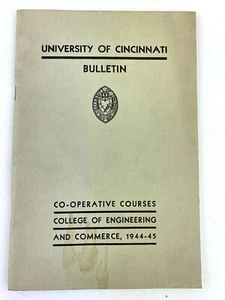 UNIVERSITY OF CINCINNATI
BULLETIN
CO-OPERATIVE COURSES
COLLEGE OF ENGINEERING
AND COMMERCE, 1944-45